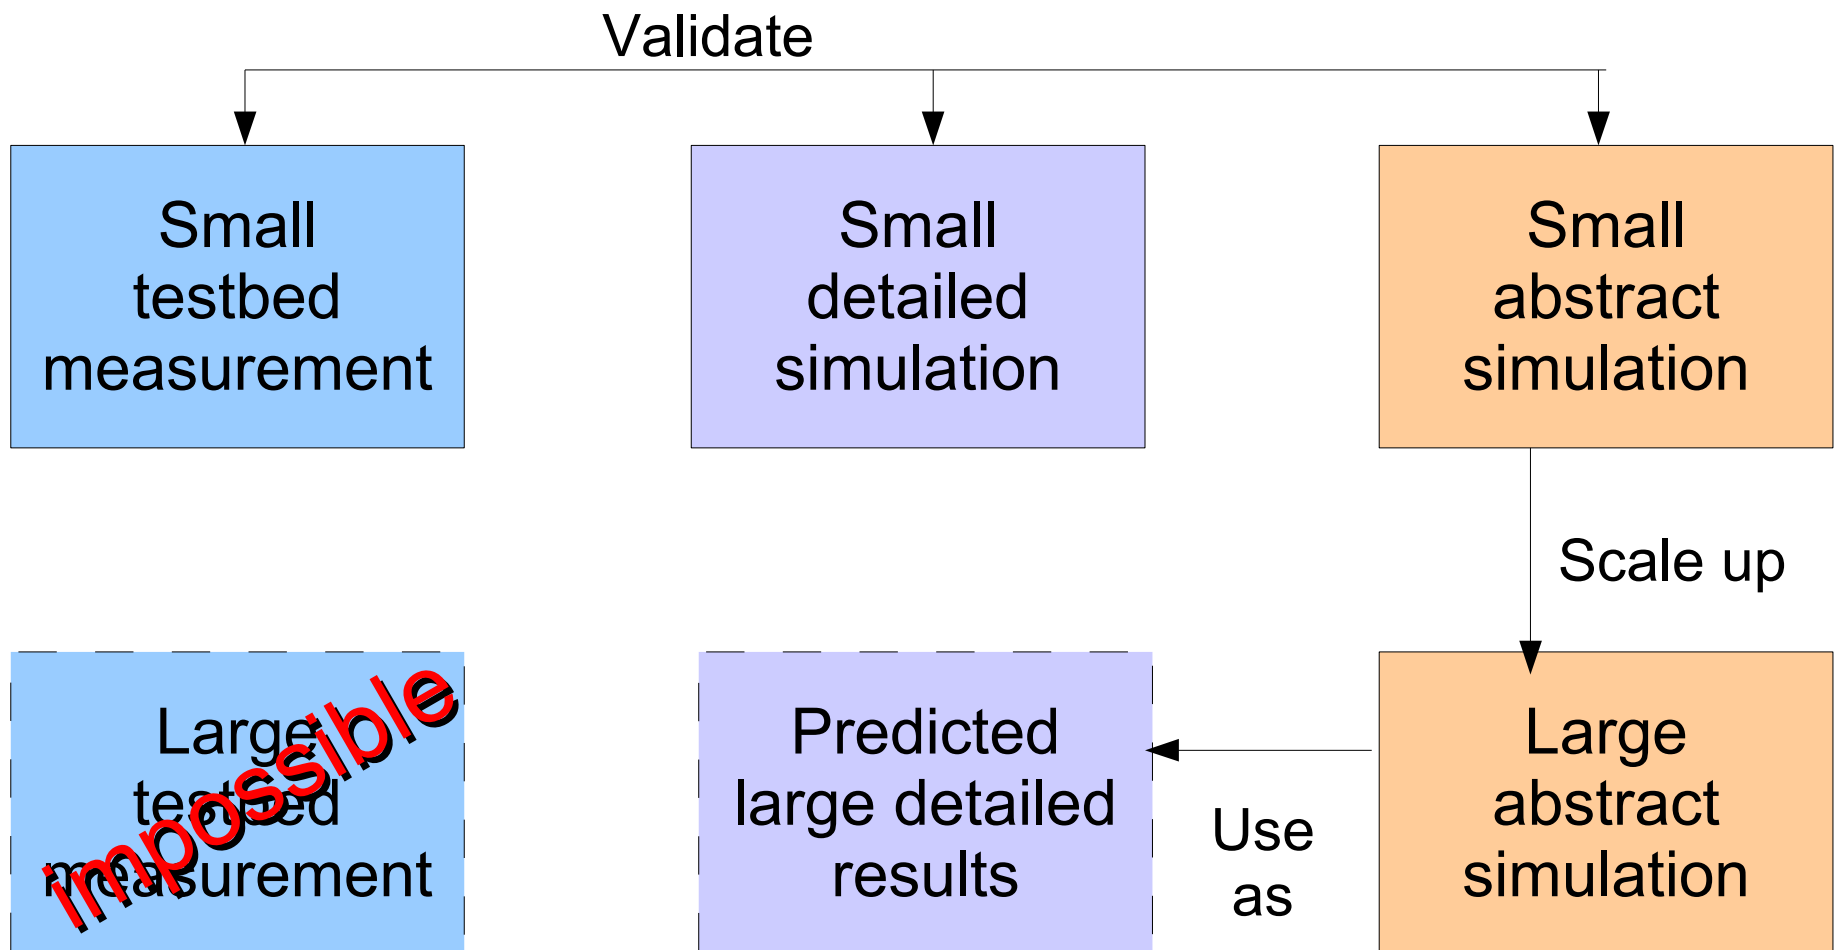 Validate
Small
testbed
measurement
Small
detailed
simulation
Small
abstract
simulation
Scale up
Large
testbed
measurement
impossible
Predicted
large detailed
results
Use
as
Large
abstract
simulation